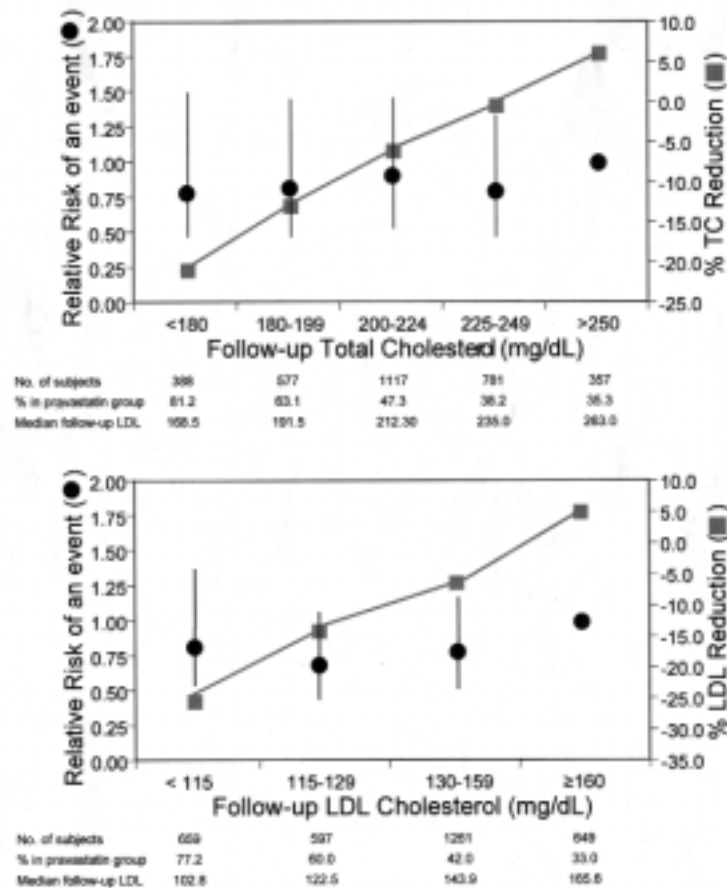 2.00 10.0
1.75 5.0
1.50 0.0
1.25 -5.0
1.00 -10.0
0.75 -15.0
0.50 -20.0
0.25
0.00 -25.0
Relative Risk of an event (●)
% TC Reduction (■)
<180 180-199 200-224 225-249 >250
Follow-up Total Cholesterol (mg/dL)
No. of subjects 388 577 1117 781 357
% in pravastatin group 81.2 63.1 47.3 38.2 35.3
Median follow-up LDL 168.5 191.5 212.30 235.0 263.0
2.00 10.0
1.75 5.0
1.50 0.0
1.25 -5.0
1.00 -10.0
0.75 -15.0
0.50 -20.0
0.25 -25.0
0.00 -30.0
-35.0
Relative Risk of an event (●)
% LDL Reduction (■)
< 115 115-129 130-159 ≥160
Follow-up LDL Cholesterol (mg/dL)
No. of subjects 659 597 1261 649
% in pravastatin group 77.2 60.0 42.0 33.0
Median follow-up LDL 102.8 122.5 143.9 165.6